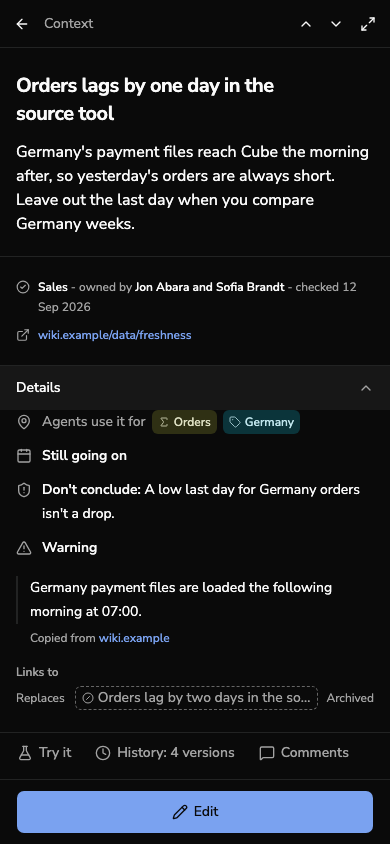 Context
Orders lags by one day in the
source tool
Germany's payment files reach Cube the morning
after, so yesterday's orders are always short.
Leave out the last day when you compare
Germany weeks.
Sales - owned by Jon Abara and Sofia Brandt - checked 12
Sep 2026
wiki.example/data/freshness
Details
Agents use it for Orders Germany
Still going on
Don't conclude: A low last day for Germany orders
isn't a drop.
Warning
Germany payment files are loaded the following
morning at 07:00.
Copied from wiki.example
Links to
Replaces Orders lag by two days in the so... Archived
Try it History: 4 versions Comments
Edit